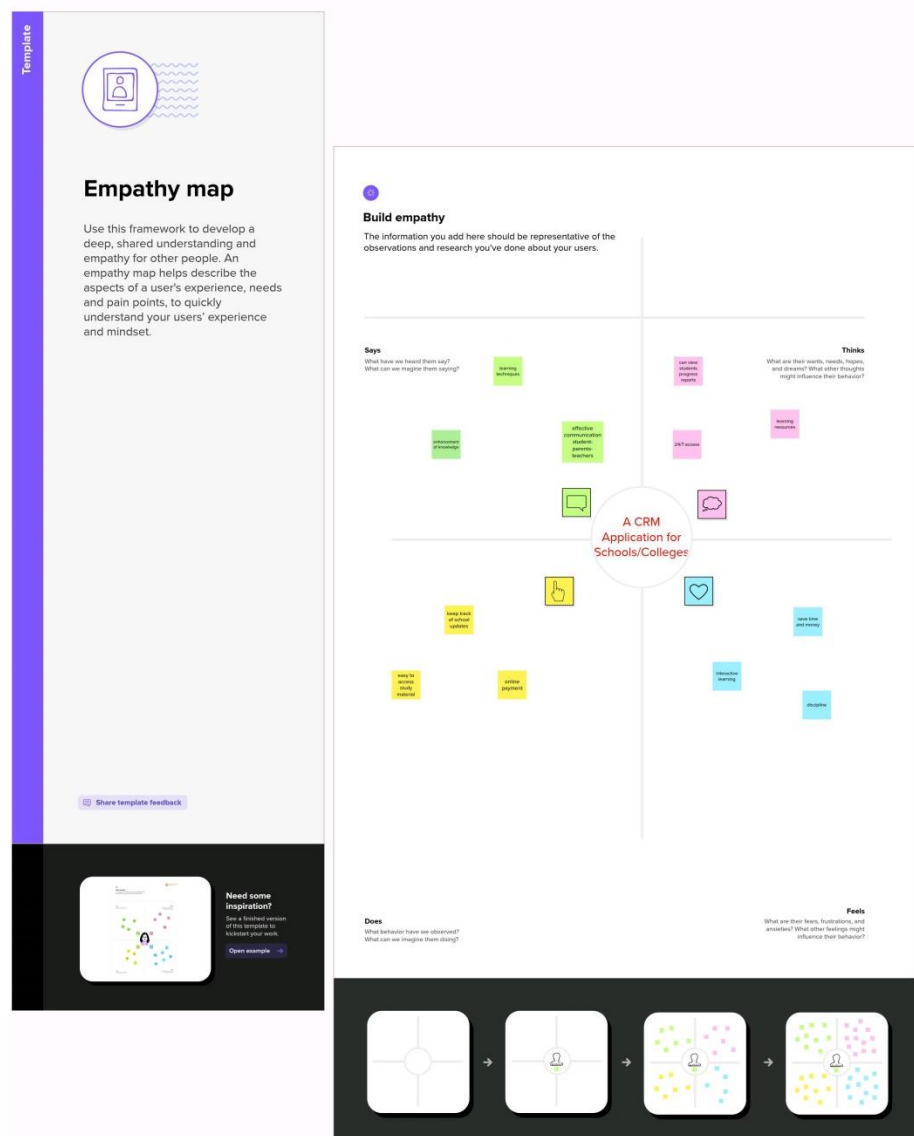 Template
Empathy map
Use this framework to develop a
deep, shared understanding and
empathy for other people. An
empathy map helps describe the
aspects of a user's experience, needs
and pain points, to quickly
understand your users' experience
and mindset.
Share template feedback
Need some
inspiration?
See a finished version
of this template to
kickstart your work.
Open example
Build empathy
The information you add here should be representative of the
observations and research you've done about your users.
Says
What have we heard them say?
What can we imagine them saying?
learning
techniques
enhancement
of knowledge
effective
communication
student-
parents-
teachers
Thinks
What are their wants, needs, hopes,
and dreams? What other thoughts
might influence their behavior?
can view
students
progress
reports
learning
resources
24/7 access
A CRM
Application for
Schools/Colleges
keep track
of school
updates
easy to
access
study
material
online
payment
save time
and money
interactive
learning
discipline
Does
What behavior have we observed?
What can we imagine them doing?
Feels
What are their fears, frustrations, and
anxieties? What other feelings might
influence their behavior?